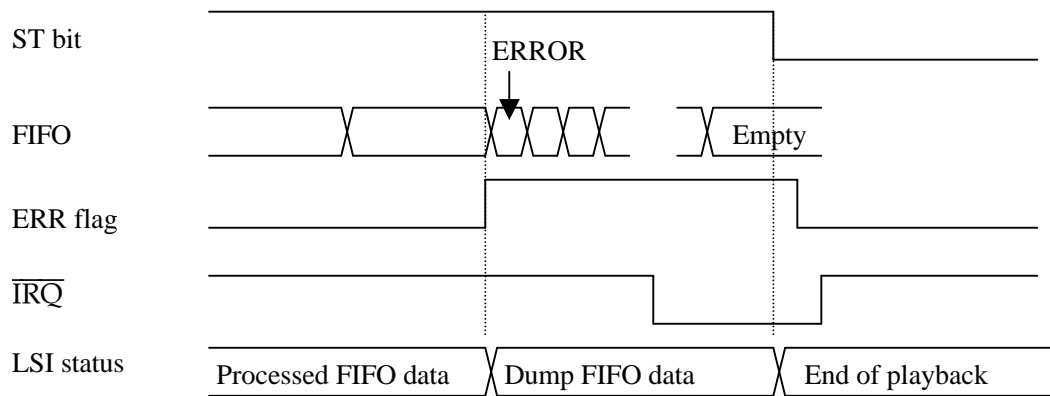 ST bit
ERROR
FIFO
Empty
ERR flag
IRQ
LSI status
Processed FIFO data
Dump FIFO data
End of playback